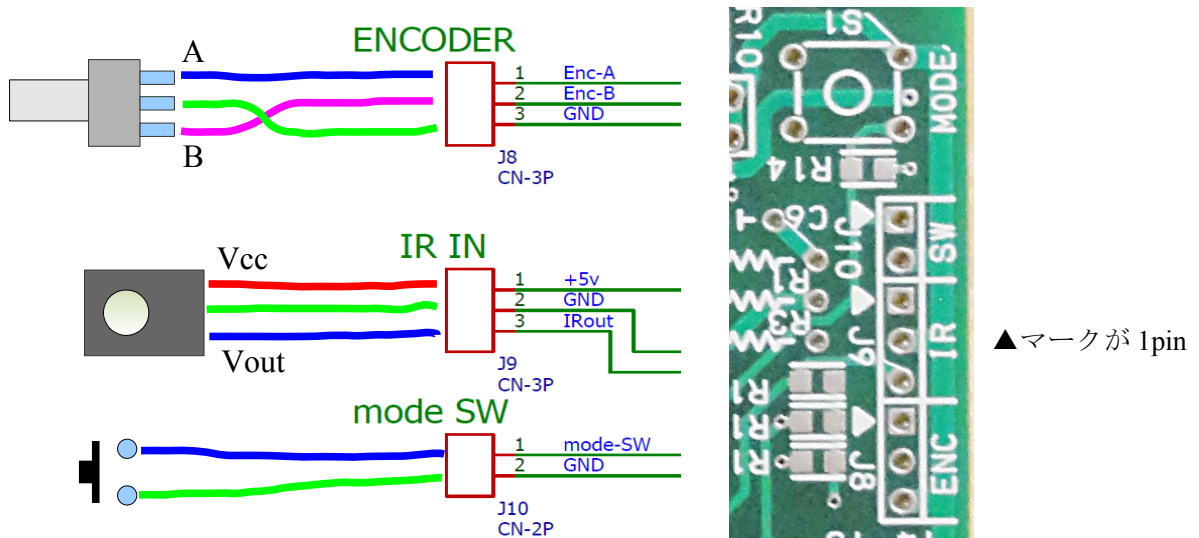 ENCODER
A
B
1 Enc-A
2 Enc-B
3 GND
J8
CN-3P
IR IN
Vcc
Vout
1 +5v
2 GND
3 IRout
J9
CN-3P
mode SW
1 mode-SW
2 GND
J10
CN-2P
R10
S1
MODE
R14
C6
J10
SW
J9
IR
J8
ENC
▲マークが 1pin